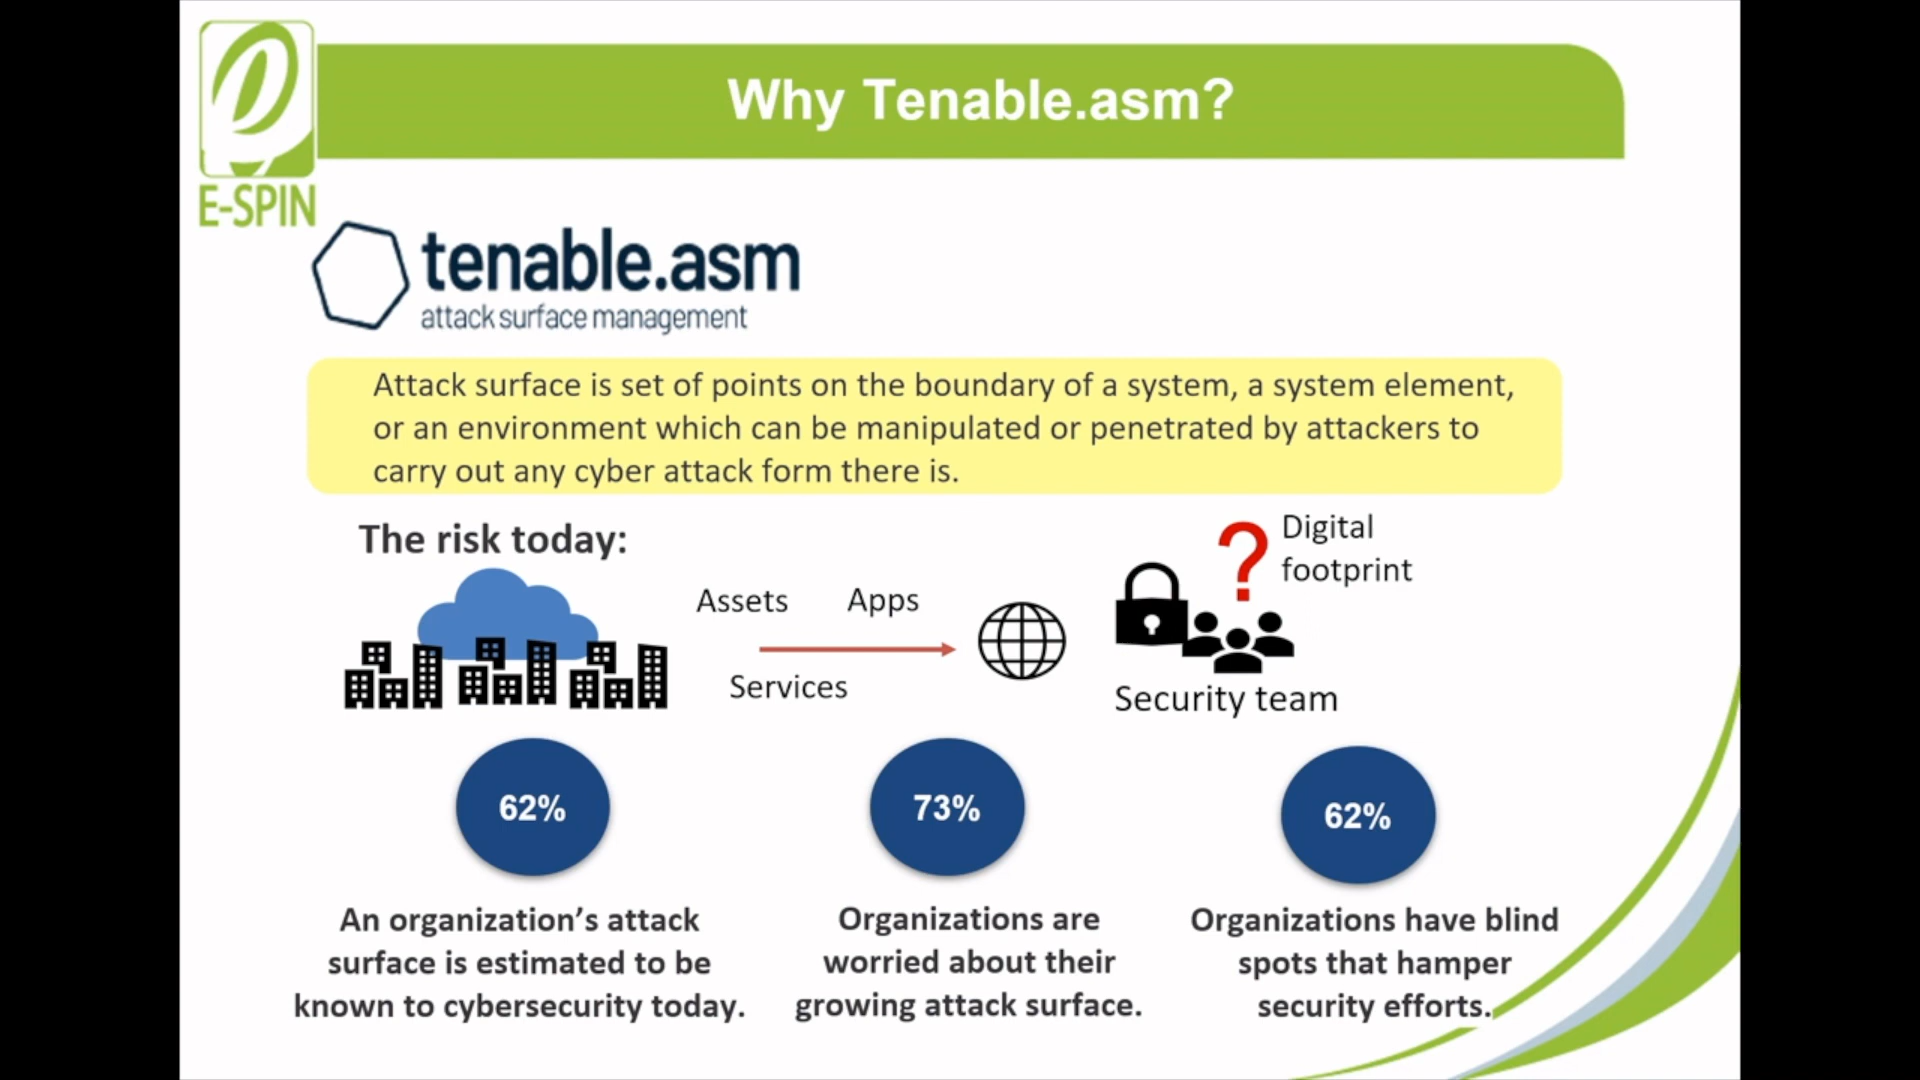 Why Tenable.asm?
E-SPIN
tenable.asm
attack surface management
Attack surface is set of points on the boundary of a system, a system element,
or an environment which can be manipulated or penetrated by attackers to
carry out any cyber attack form there is.
The risk today:
Assets
Apps
Services
Digital
footprint
Security team
62%
An organization’s attack
surface is estimated to be
known to cybersecurity today.
73%
Organizations are
worried about their
growing attack surface.
62%
Organizations have blind
spots that hamper
security efforts.